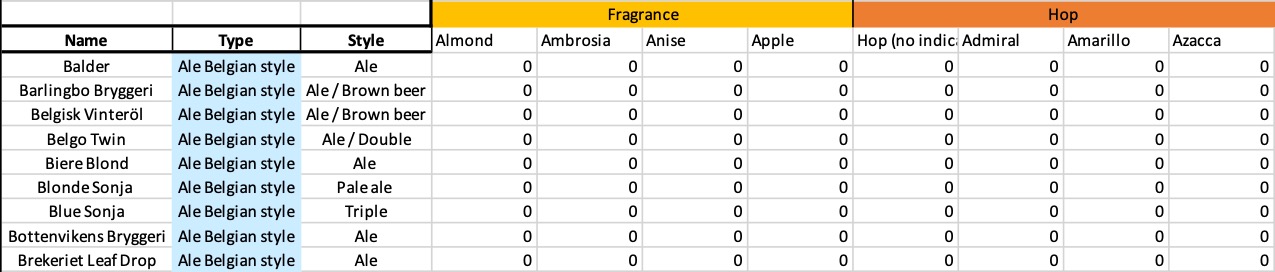 Fragrance Hop
Name Type Style Almond Ambrosia Anise Apple Hop (no indic Admiral Amarillo Azacca
Balder Ale Belgian style Ale 0 0 0 0 0 0 0 0
Barlingbo Bryggeri Ale Belgian style Ale / Brown beer 0 0 0 0 0 0 0 0
Belgisk Vinteröl Ale Belgian style Ale / Brown beer 0 0 0 0 0 0 0 0
Belgo Twin Ale Belgian style Ale / Double 0 0 0 0 0 0 0 0
Biere Blond Ale Belgian style Ale 0 0 0 0 0 0 0 0
Blonde Sonja Ale Belgian style Pale ale 0 0 0 0 0 0 0 0
Blue Sonja Ale Belgian style Triple 0 0 0 0 0 0 0 0
Bottenvikens Bryggeri Ale Belgian style Ale 0 0 0 0 0 0 0 0
Brekeriet Leaf Drop Ale Belgian style Ale 0 0 0 0 0 0 0 0